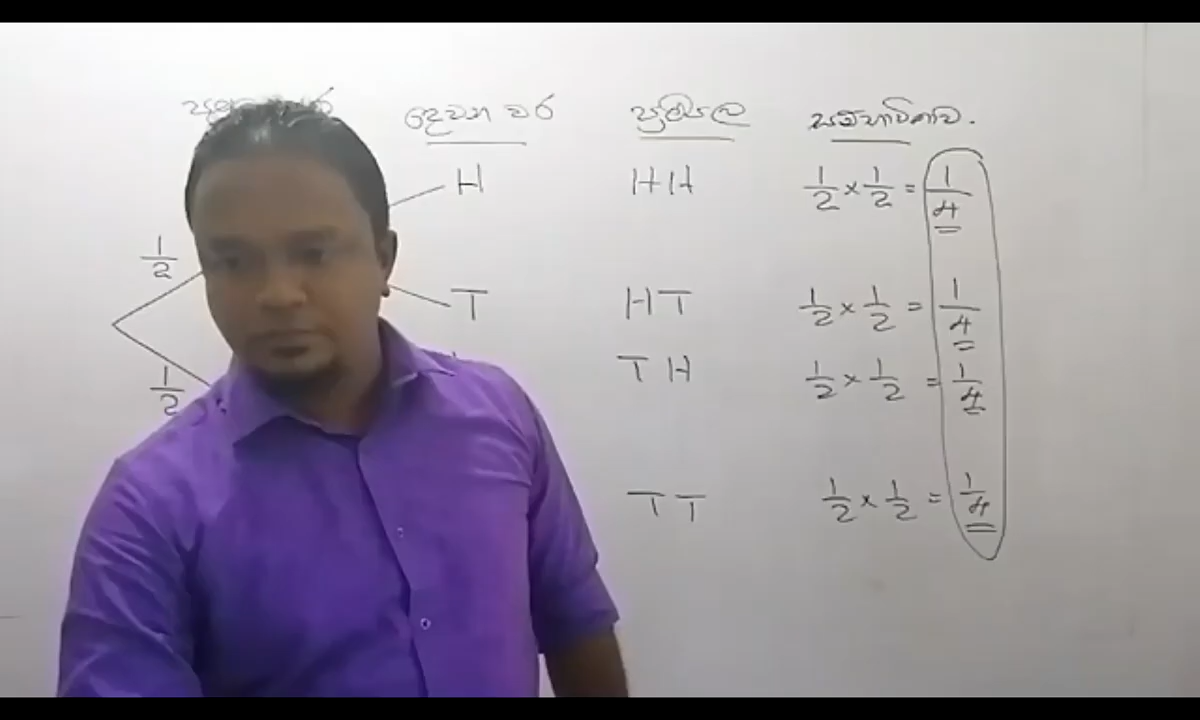 දෙවන වර ප්‍රතිඵල සම්භාවිතාව.
H HH 1/2 × 1/2 = 1/4
1/2
T HT 1/2 × 1/2 = 1/4
TH 1/2 × 1/2 = 1/4
1/2
TT 1/2 × 1/2 = 1/4